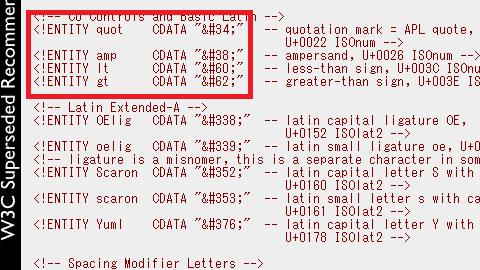 W3C Superseded Recomm
<!-- C0 Controls and Basic Latin -->
<!ENTITY quot    CDATA "&#34;"  -- quotation mark = APL quote,
U+0022 ISOnum -->
<!ENTITY amp     CDATA "&#38;"  -- ampersand, U+0026 ISOnum -->
<!ENTITY lt      CDATA "&#60;"  -- less-than sign, U+003C ISOnum
<!ENTITY gt      CDATA "&#62;"  -- greater-than sign, U+003E ISO
<!-- Latin Extended-A -->
<!ENTITY OElig   CDATA "&#338;" -- latin capital ligature OE,
U+0152 ISOlat2 -->
<!ENTITY oelig   CDATA "&#339;" -- latin small ligature oe, U+0
<!-- ligature is a misnomer, this is a separate character in som
<!ENTITY Scaron  CDATA "&#352;" -- latin capital letter S with
U+0160 ISOlat2 -->
<!ENTITY scaron  CDATA "&#353;" -- latin small letter s with ca
U+0161 ISOlat2 -->
<!ENTITY Yuml    CDATA "&#376;" -- latin capital letter Y with
U+0178 ISOlat2 -->
<!-- Spacing Modifier Letters -->